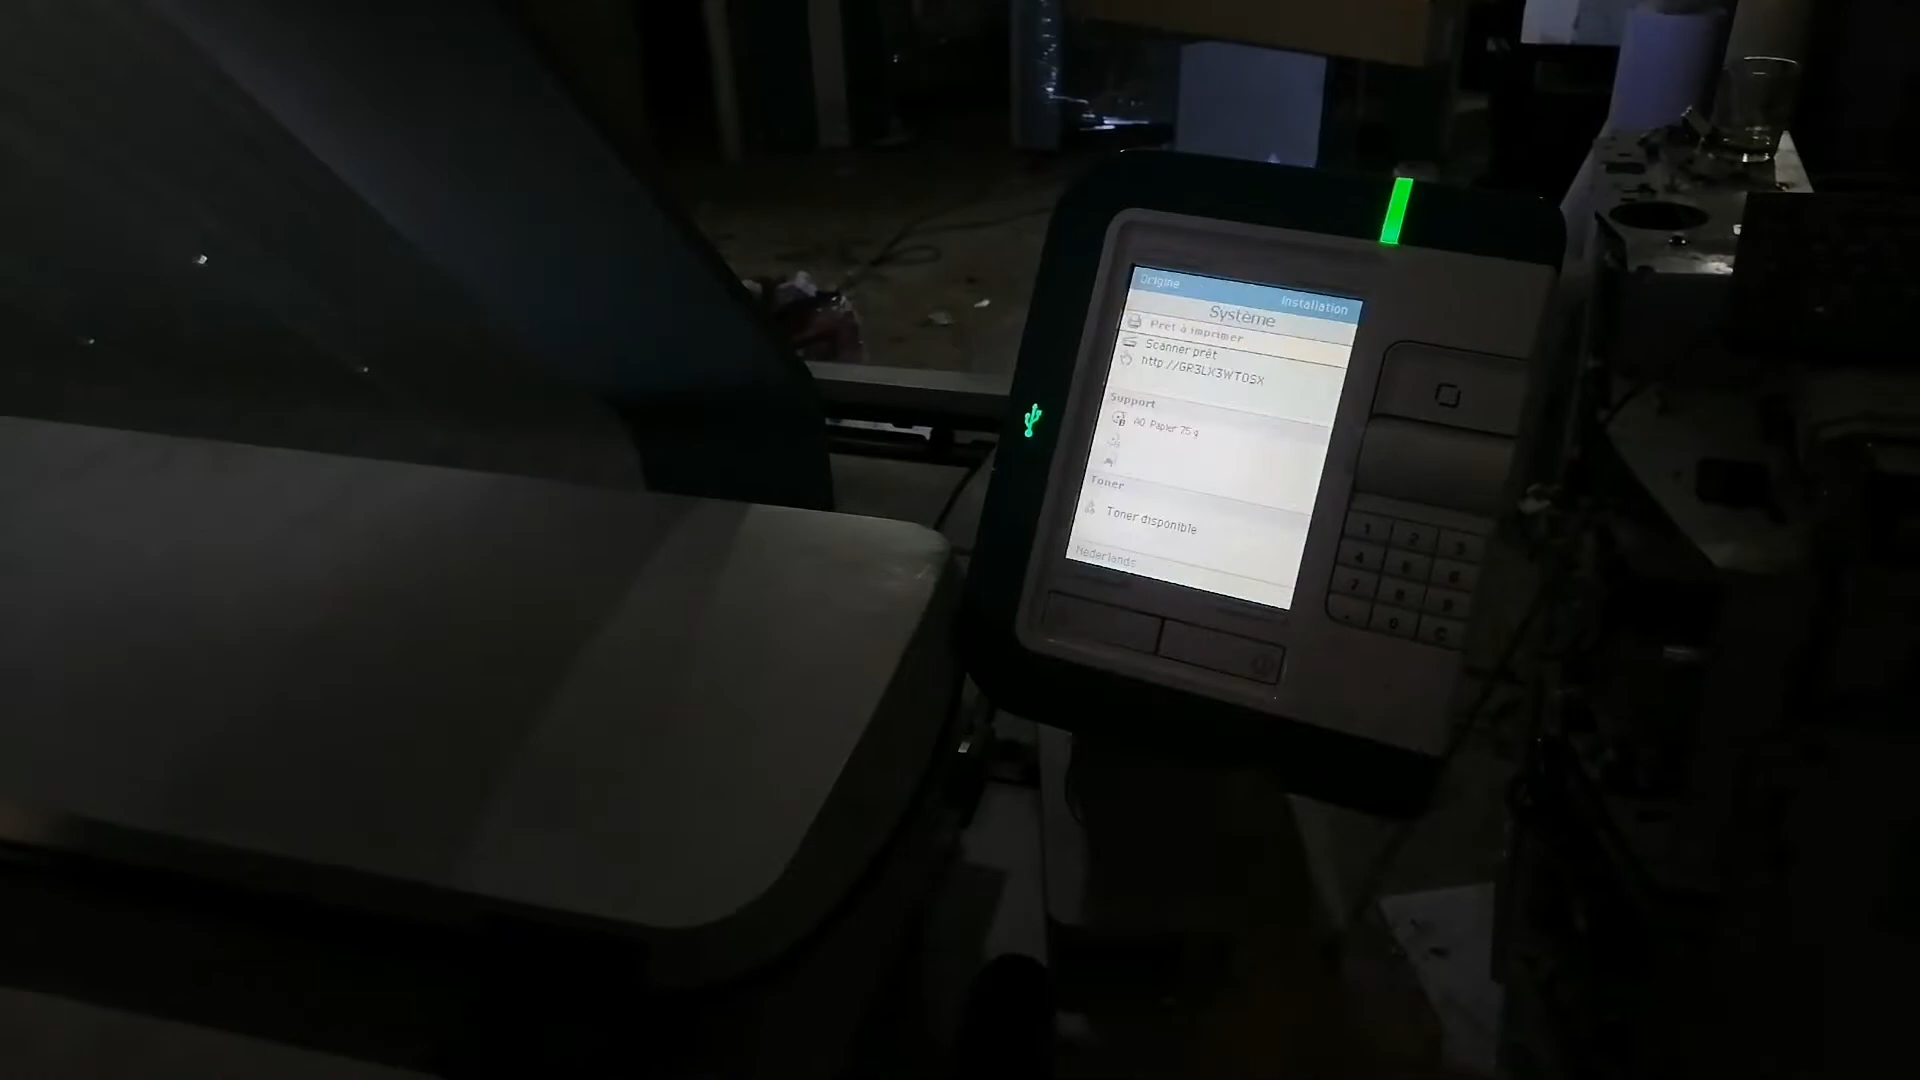 Origine
Installation
Système
Prêt à imprimer
Scanner prêt
http://GR3LX3WTOSX
Support
A0 Papier 75 g
Toner
Toner disponible
Nederlands
1 2 3
4 5 6
7 8 9
. 0 C